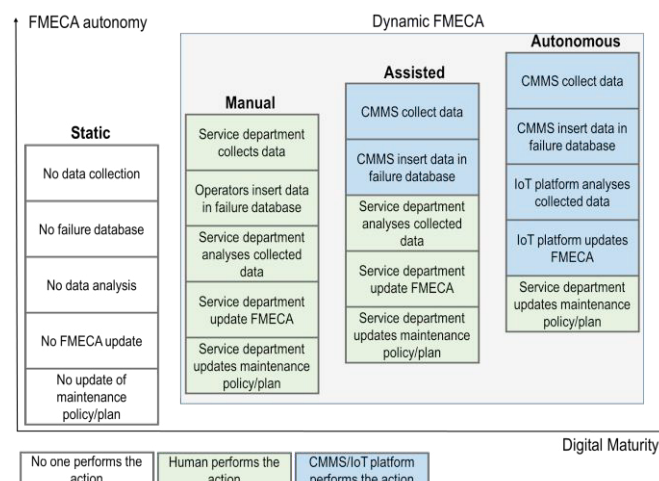 FMECA autonomy
Dynamic FMECA
Static
No data collection
No failure database
No data analysis
No FMECA update
No update of
maintenance
policy/plan
Manual
Service department
collects data
Operators insert data
in failure database
Service department
analyses collected
data
Service department
update FMECA
Service department
updates maintenance
policy/plan
Assisted
CMMS collect data
CMMS insert data in
failure database
Service department
analyses collected
data
Service department
update FMECA
Service department
updates maintenance
policy/plan
Autonomous
CMMS collect data
CMMS insert data in
failure database
IoT platform analyses
collected data
IoT platform updates
FMECA
Service department
updates maintenance
policy/plan
Digital Maturity
No one performs the
action
Human performs the
action
CMMS/IoT platform
performs the action